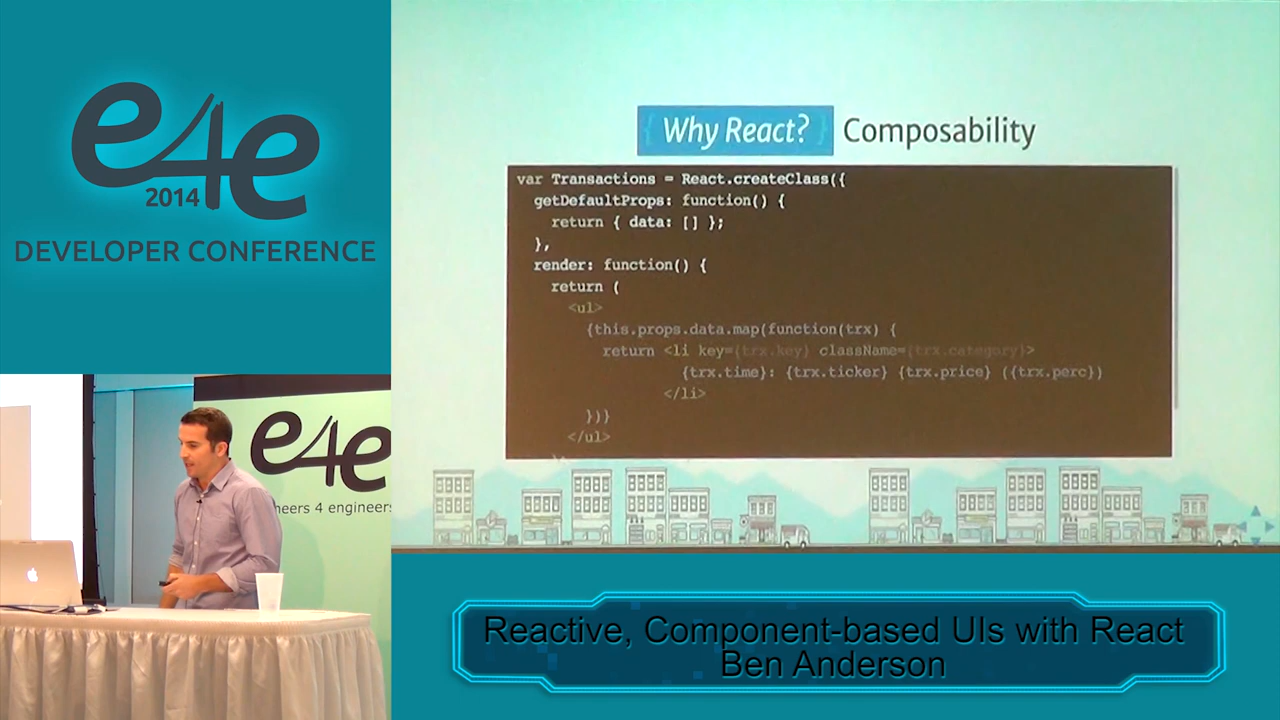 e4e
2014
DEVELOPER CONFERENCE
{ Why React? } Composability
var Transactions = React.createClass({
getDefaultProps: function() {
return { data: [] };
},
render: function() {
return (
<ul>
{this.props.data.map(function(trx) {
return <li key={trx.key} className={trx.category}>
{trx.time}: {trx.ticker} {trx.price} ({trx.perc})
</li>
})}
</ul>
e4e
neers 4 engineers
Reactive, Component-based UIs with React
Ben Anderson